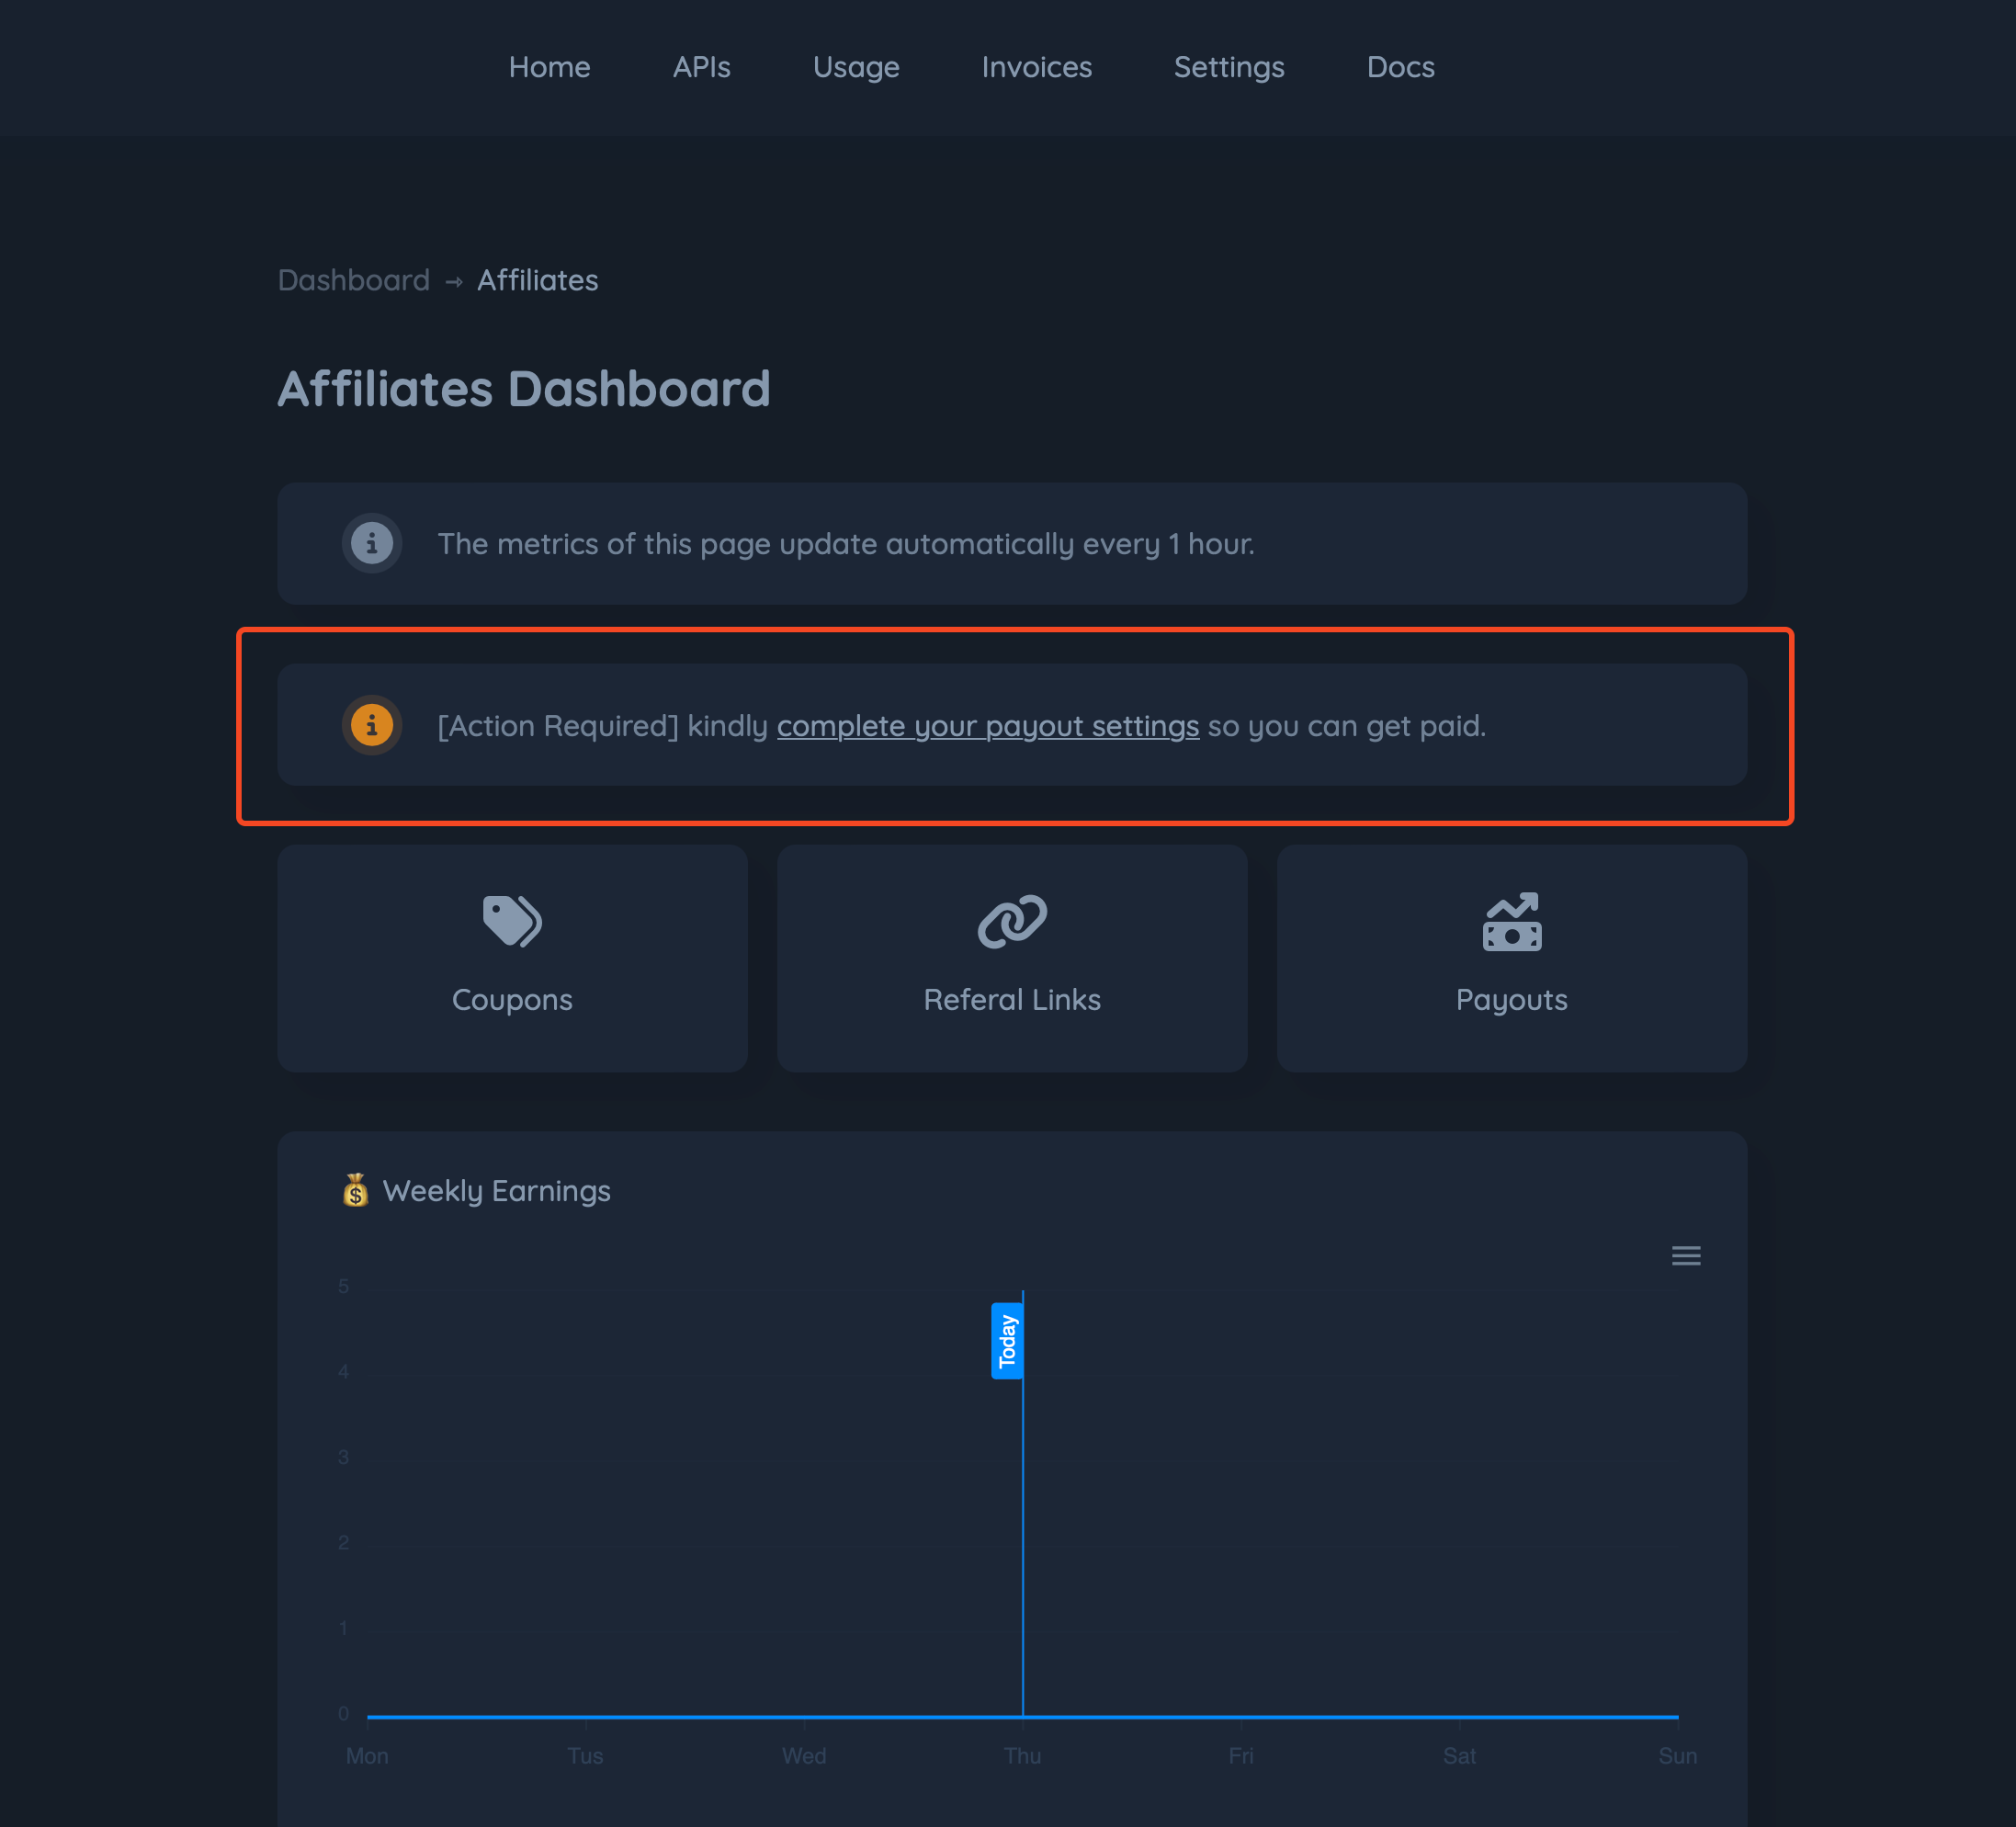 Home APIs Usage Invoices Settings Docs
Dashboard → Affiliates
Affiliates Dashboard
The metrics of this page update automatically every 1 hour.
[Action Required] kindly complete your payout settings so you can get paid.
Coupons Referal Links Payouts
💰 Weekly Earnings
5
Today
4
3
2
1
0
Mon Tus Wed Thu Fri Sat Sun